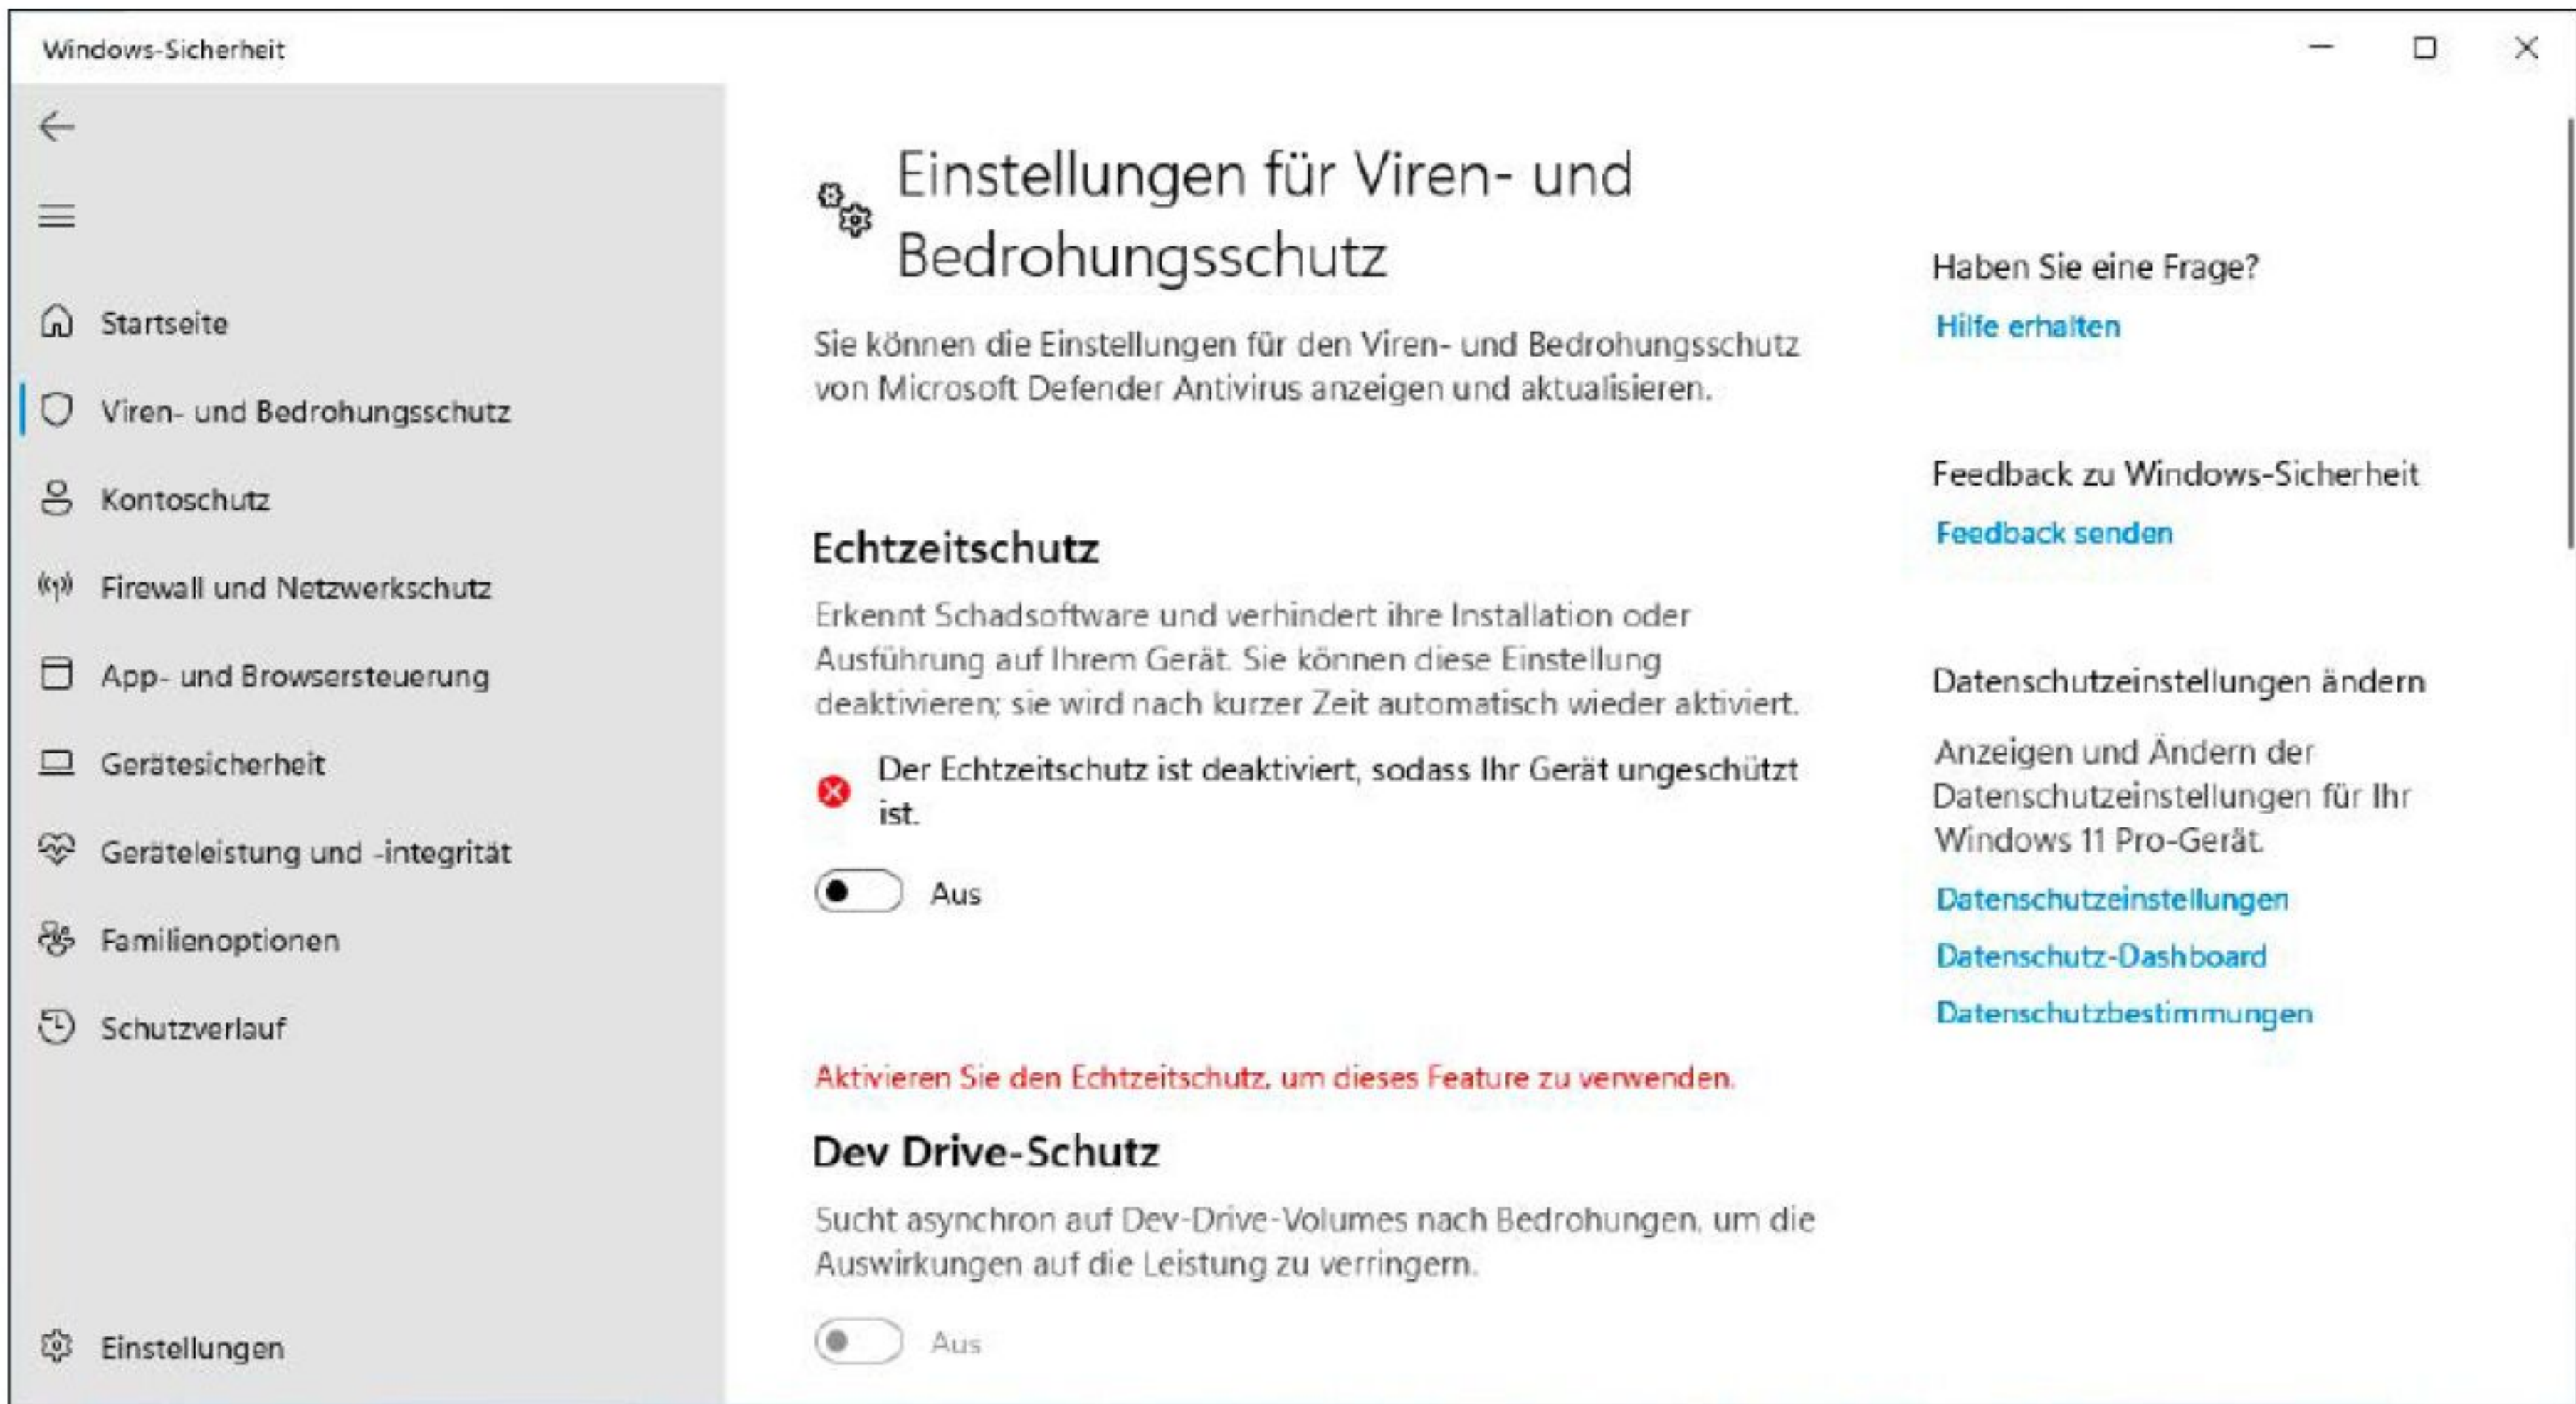 Windows-Sicherheit
Startseite
Viren- und Bedrohungsschutz
Kontoschutz
Firewall und Netzwerkschutz
App- und Browsersteuerung
Gerätesicherheit
Geräteleistung und -integrität
Familienoptionen
Schutzverlauf
Einstellungen
Einstellungen für Viren- und
Bedrohungsschutz
Sie können die Einstellungen für den Viren- und Bedrohungsschutz
von Microsoft Defender Antivirus anzeigen und aktualisieren.
Echtzeitschutz
Erkennt Schadsoftware und verhindert ihre Installation oder
Ausführung auf Ihrem Gerät. Sie können diese Einstellung
deaktivieren; sie wird nach kurzer Zeit automatisch wieder aktiviert.
Der Echtzeitschutz ist deaktiviert, sodass Ihr Gerät ungeschützt
ist.
Aus
Aktivieren Sie den Echtzeitschutz, um dieses Feature zu verwenden.
Dev Drive-Schutz
Sucht asynchron auf Dev-Drive-Volumes nach Bedrohungen, um die
Auswirkungen auf die Leistung zu verringern.
Aus
Haben Sie eine Frage?
Hilfe erhalten
Feedback zu Windows-Sicherheit
Feedback senden
Datenschutzeinstellungen ändern
Anzeigen und Ändern der
Datenschutzeinstellungen für Ihr
Windows 11 Pro-Gerät.
Datenschutzeinstellungen
Datenschutz-Dashboard
Datenschutzbestimmungen